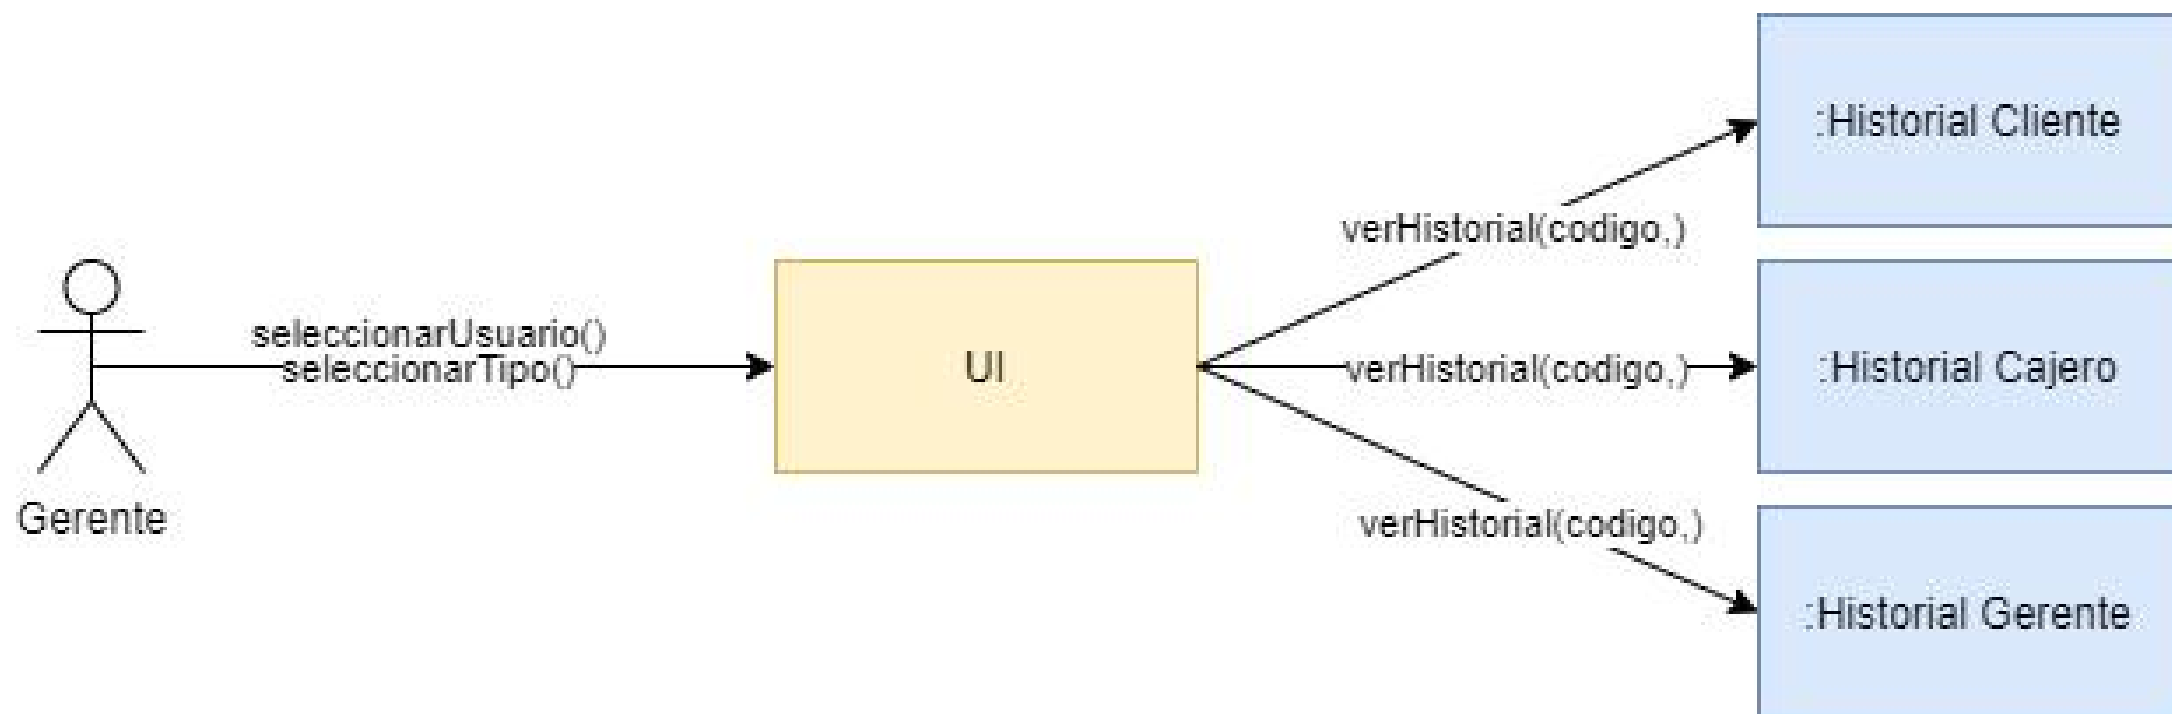 :Historial Cliente
verHistorial(codigo,)
seleccionarUsuario()
seleccionarTipo()
UI
verHistorial(codigo,)
:Historial Cajero
Gerente
verHistorial(codigo,)
:Historial Gerente